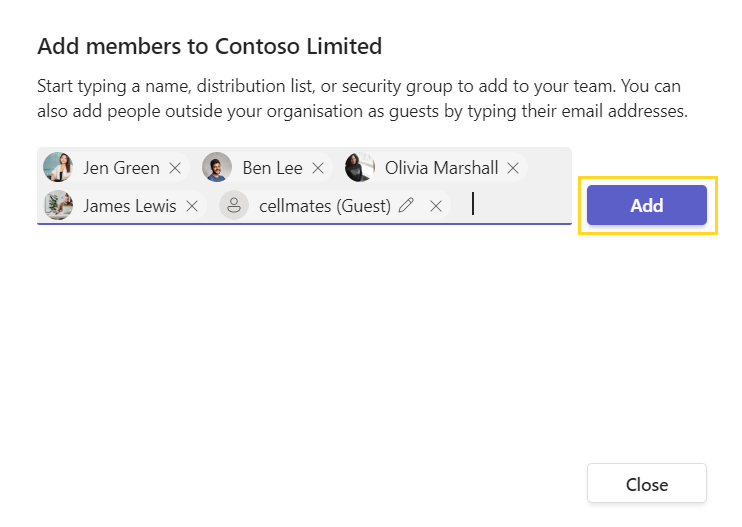 Add members to Contoso Limited
Start typing a name, distribution list, or security group to add to your team. You can
also add people outside your organisation as guests by typing their email addresses.
Jen Green Ben Lee Olivia Marshall
James Lewis cellmates (Guest)
Add
Close